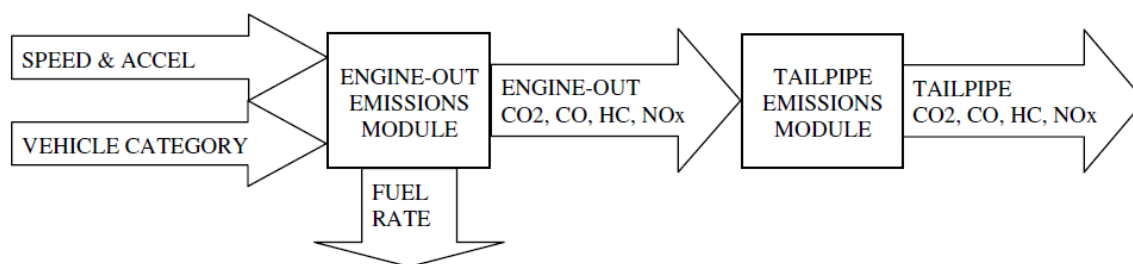 SPEED & ACCEL
VEHICLE CATEGORY
ENGINE-OUT
EMISSIONS
MODULE
FUEL
RATE
ENGINE-OUT
CO2, CO, HC, NOx
TAILPIPE
EMISSIONS
MODULE
TAILPIPE
CO2, CO, HC, NOx